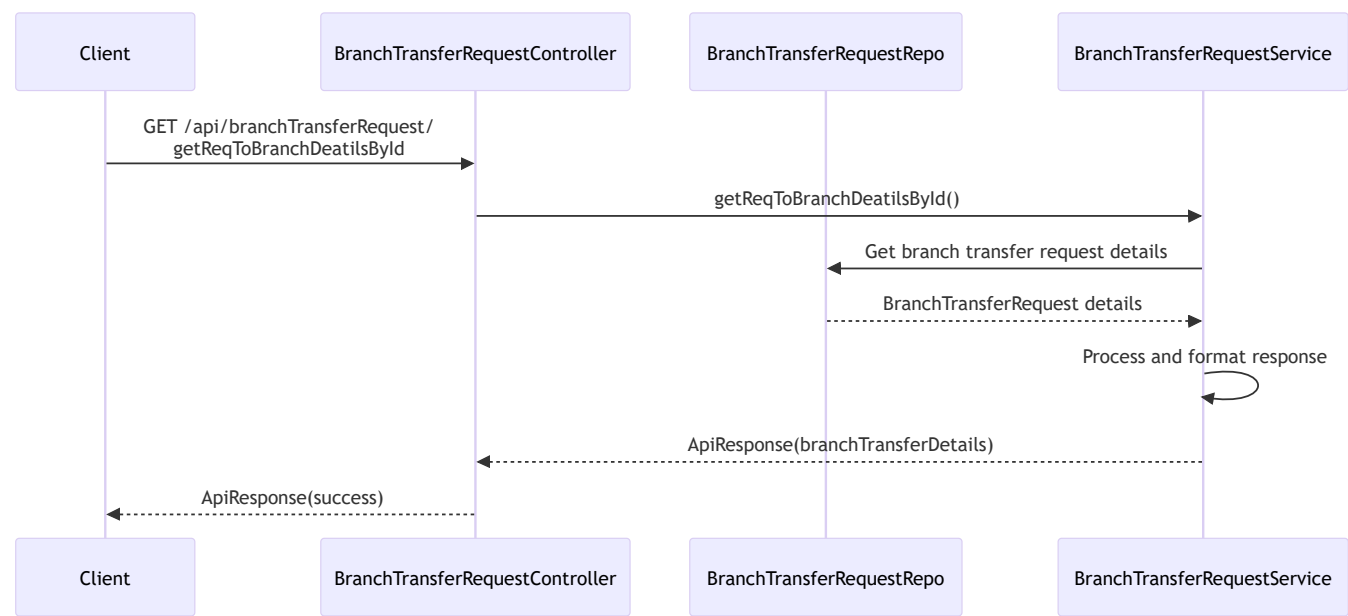 Client
BranchTransferRequestController
BranchTransferRequestRepo
BranchTransferRequestService
GET /api/branchTransferRequest/
getReqToBranchDeatilsById
getReqToBranchDeatilsById()
Get branch transfer request details
BranchTransferRequest details
Process and format response
ApiResponse(branchTransferDetails)
ApiResponse(success)
Client
BranchTransferRequestController
BranchTransferRequestRepo
BranchTransferRequestService